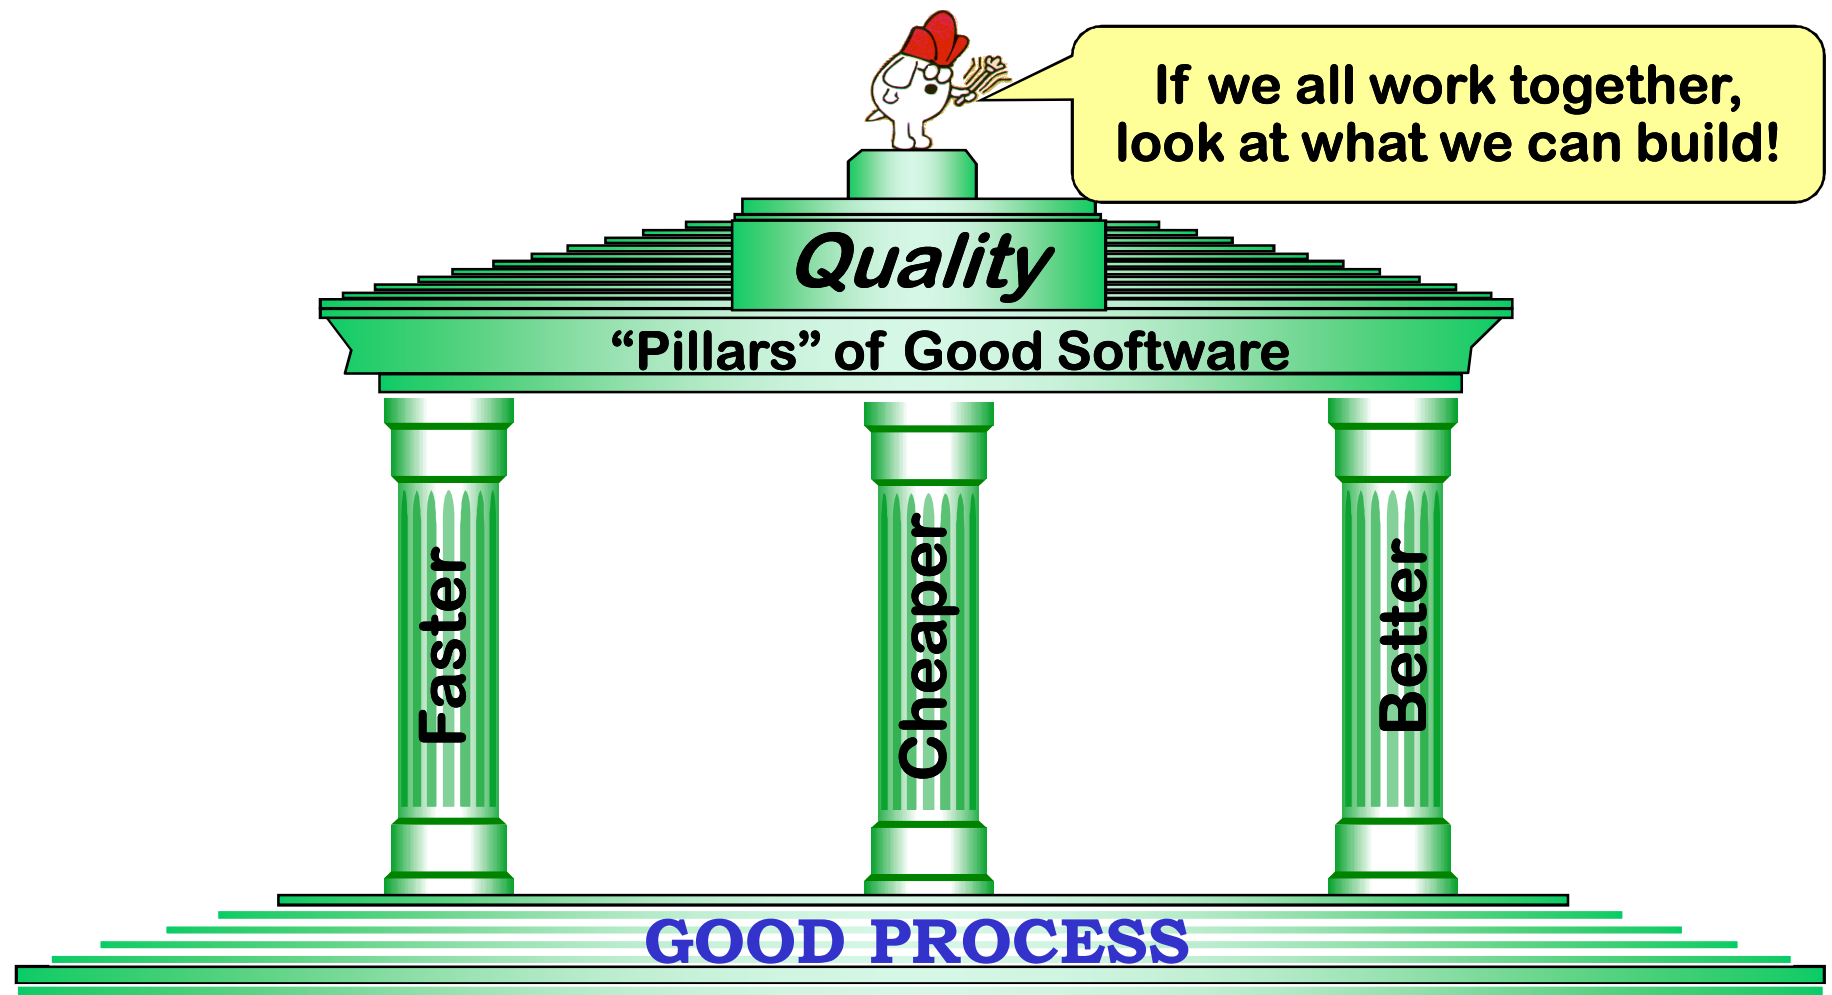 If we all work together,
look at what we can build!
Quality
“Pillars” of Good Software
Faster
Cheaper
Better
GOOD PROCESS